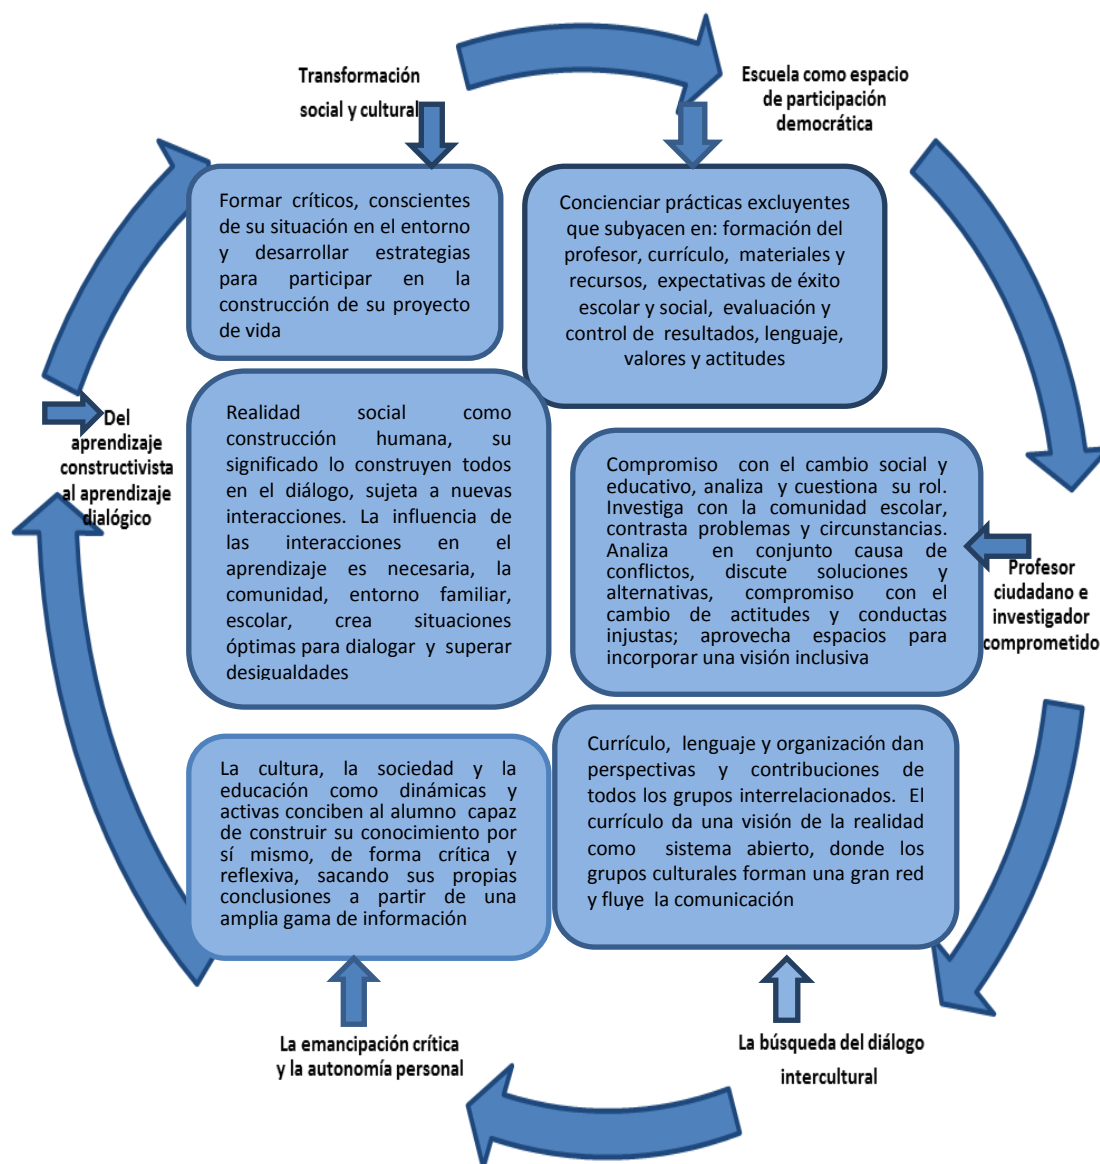 Transformación
social y cultural
Escuela como espacio
de participación
democrática
Formar críticos, conscientes
de su situación en el entorno
y desarrollar estrategias
para participar en la
construcción de su proyecto
de vida
Concienciar prácticas excluyentes
que subyacen en: formación del
profesor, currículo, materiales y
recursos, expectativas de éxito
escolar y social, evaluación y
control de resultados, lenguaje,
valores y actitudes
Del
aprendizaje
constructivista
al aprendizaje
dialógico
Realidad social como
construcción humana, su
significado lo construyen todos
en el diálogo, sujeta a nuevas
interacciones. La influencia de
las interacciones en el
aprendizaje es necesaria, la
comunidad, entorno familiar,
escolar, crea situaciones
óptimas para dialogar y superar
desigualdades
Compromiso con el cambio social y
educativo, analiza y cuestiona su rol.
Investiga con la comunidad escolar,
contrasta problemas y circunstancias.
Analiza en conjunto causa de
conflictos, discute soluciones y
alternativas, compromiso con el
cambio de actitudes y conductas
injustas; aprovecha espacios para
incorporar una visión inclusiva
Profesor
ciudadano e
investigador
comprometido
La cultura, la sociedad y la
educación como dinámicas y
activas conciben al alumno capaz
de construir su conocimiento por
sí mismo, de forma crítica y
reflexiva, sacando sus propias
conclusiones a partir de una
amplia gama de información
Currículo, lenguaje y organización dan
perspectivas y contribuciones de
todos los grupos interrelacionados. El
currículo da una visión de la realidad
como sistema abierto, donde los
grupos culturales forman una gran red
y fluye la comunicación
La emancipación crítica
y la autonomía personal
La búsqueda del diálogo
intercultural